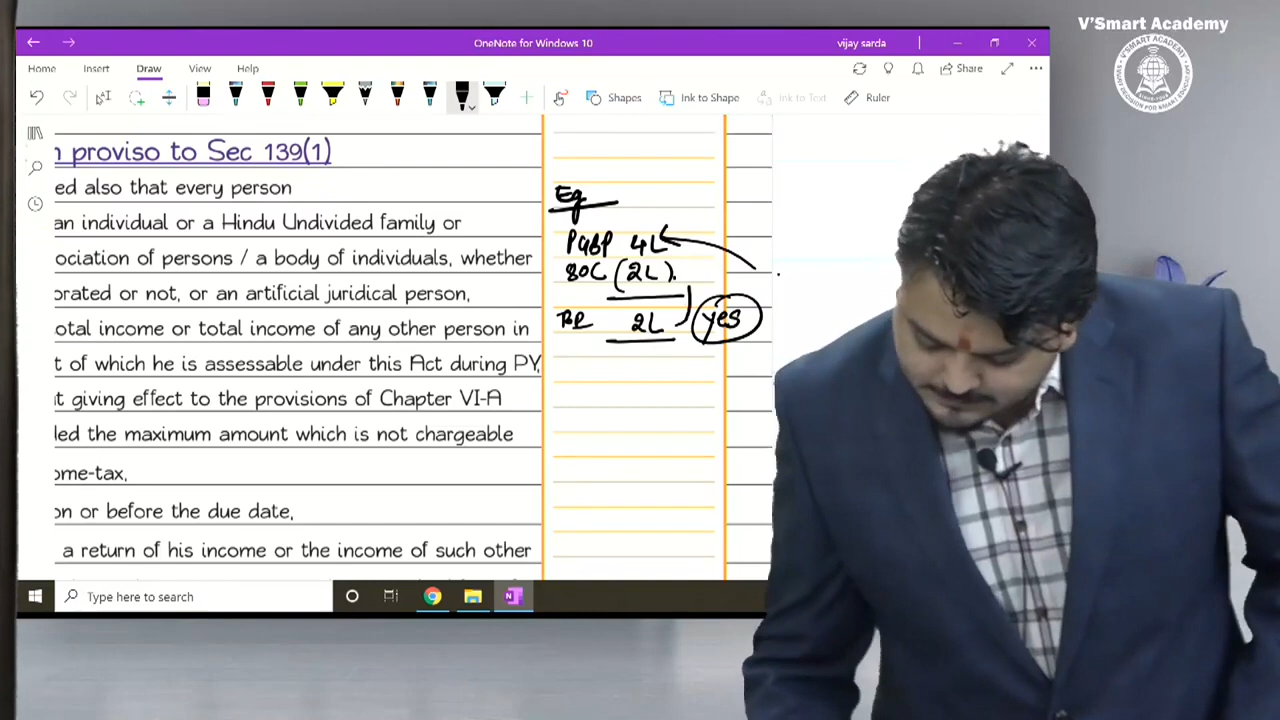 V'Smart Academy
OneNote for Windows 10
vijay sarda
Home Insert Draw View Help
Share
Shapes
Ink to Shape
Ink to Text
Ruler
n proviso to Sec 139(1)
ed also that every person
an individual or a Hindu Undivided family or
ociation of persons / a body of individuals, whether
orated or not, or an artificial juridical person,
otal income or total income of any other person in
t of which he is assessable under this Act during PY,
t giving effect to the provisions of Chapter VI-A
led the maximum amount which is not chargeable
ome-tax,
on or before the due date,
a return of his income or the income of such other
Eg
PGBP 4L
80C (2L).
2L
yes
Type here to search